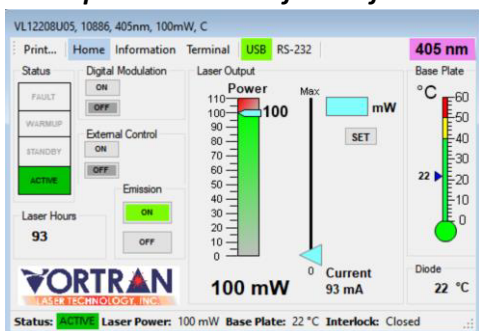 VL12208U05, 10886, 405nm, 100mW, C
Print... Home Information Terminal USB RS-232 405 nm
Status Digital Modulation Laser Output Base Plate
FAULT
WARMUP
STANDBY
ACTIVE
ON
OFF
External Control
ON
OFF
Emission
ON
OFF
Laser Hours
93
Power
110
100
90
80
70
60
50
40
30
20
10
0
100
100 mW
Max
0
mW
SET
Current
93 mA
°C
60
50
40
30
20
10
0
22
Diode
22 °C
VORTRAN
LASER TECHNOLOGY, INC.
Status: ACTIVE Laser Power: 100 mW Base Plate: 22 °C Interlock: Closed